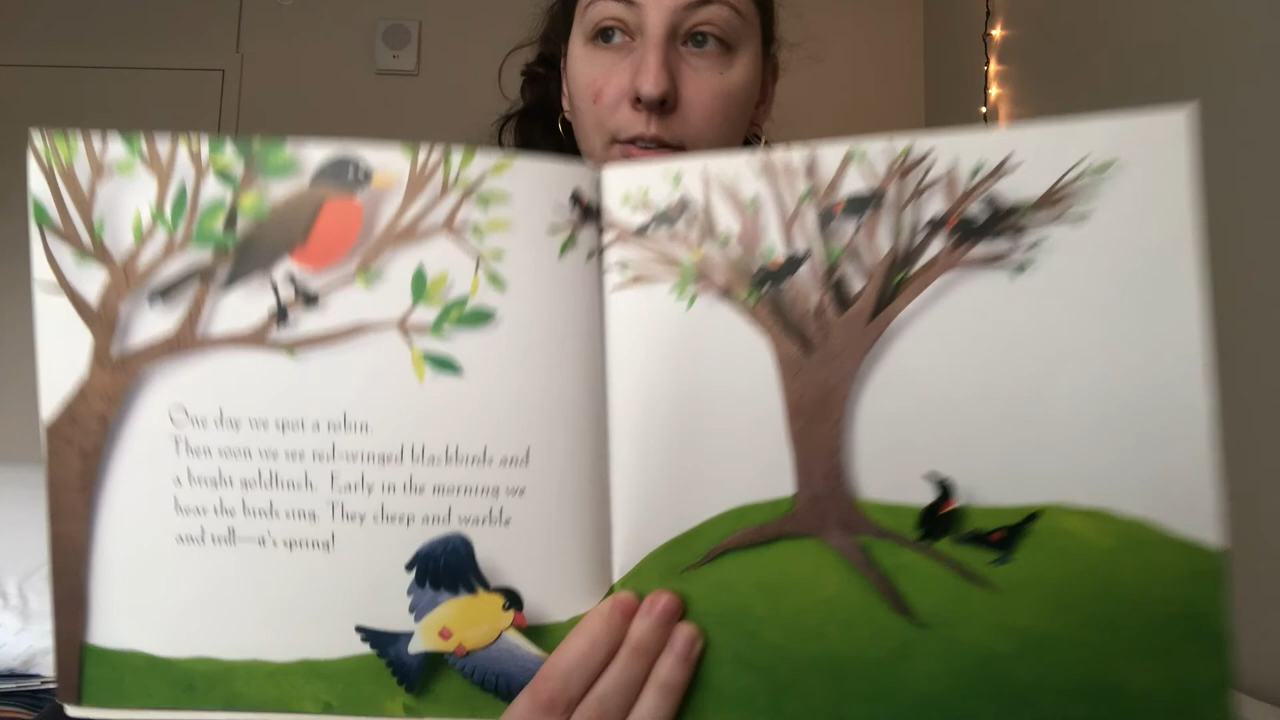 One day we spot a robin.
Then soon we see red-winged blackbirds and
a bright goldfinch. Early in the morning we
hear the birds sing. They cheep and warble
and trill—it's spring!